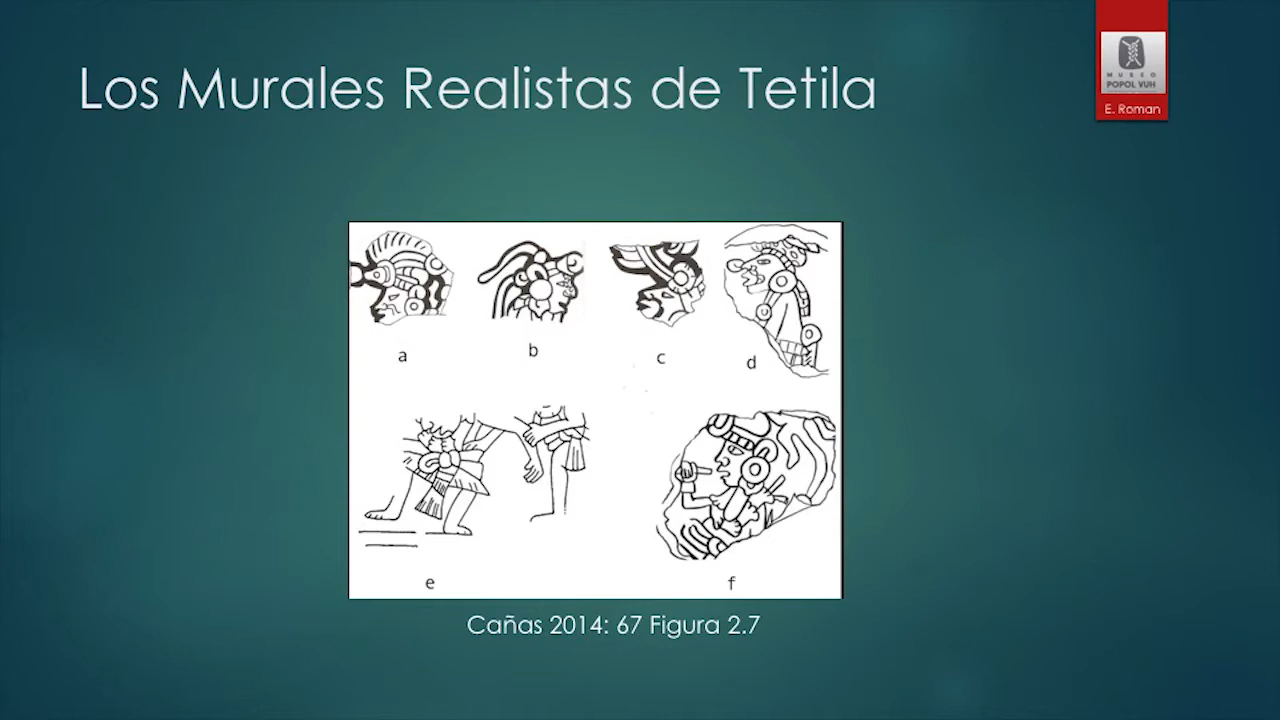 Los Murales Realistas de Tetila
MUSEO
POPOL VUH
E. Roman
a
b
c
d
e
f
Cañas 2014: 67 Figura 2.7